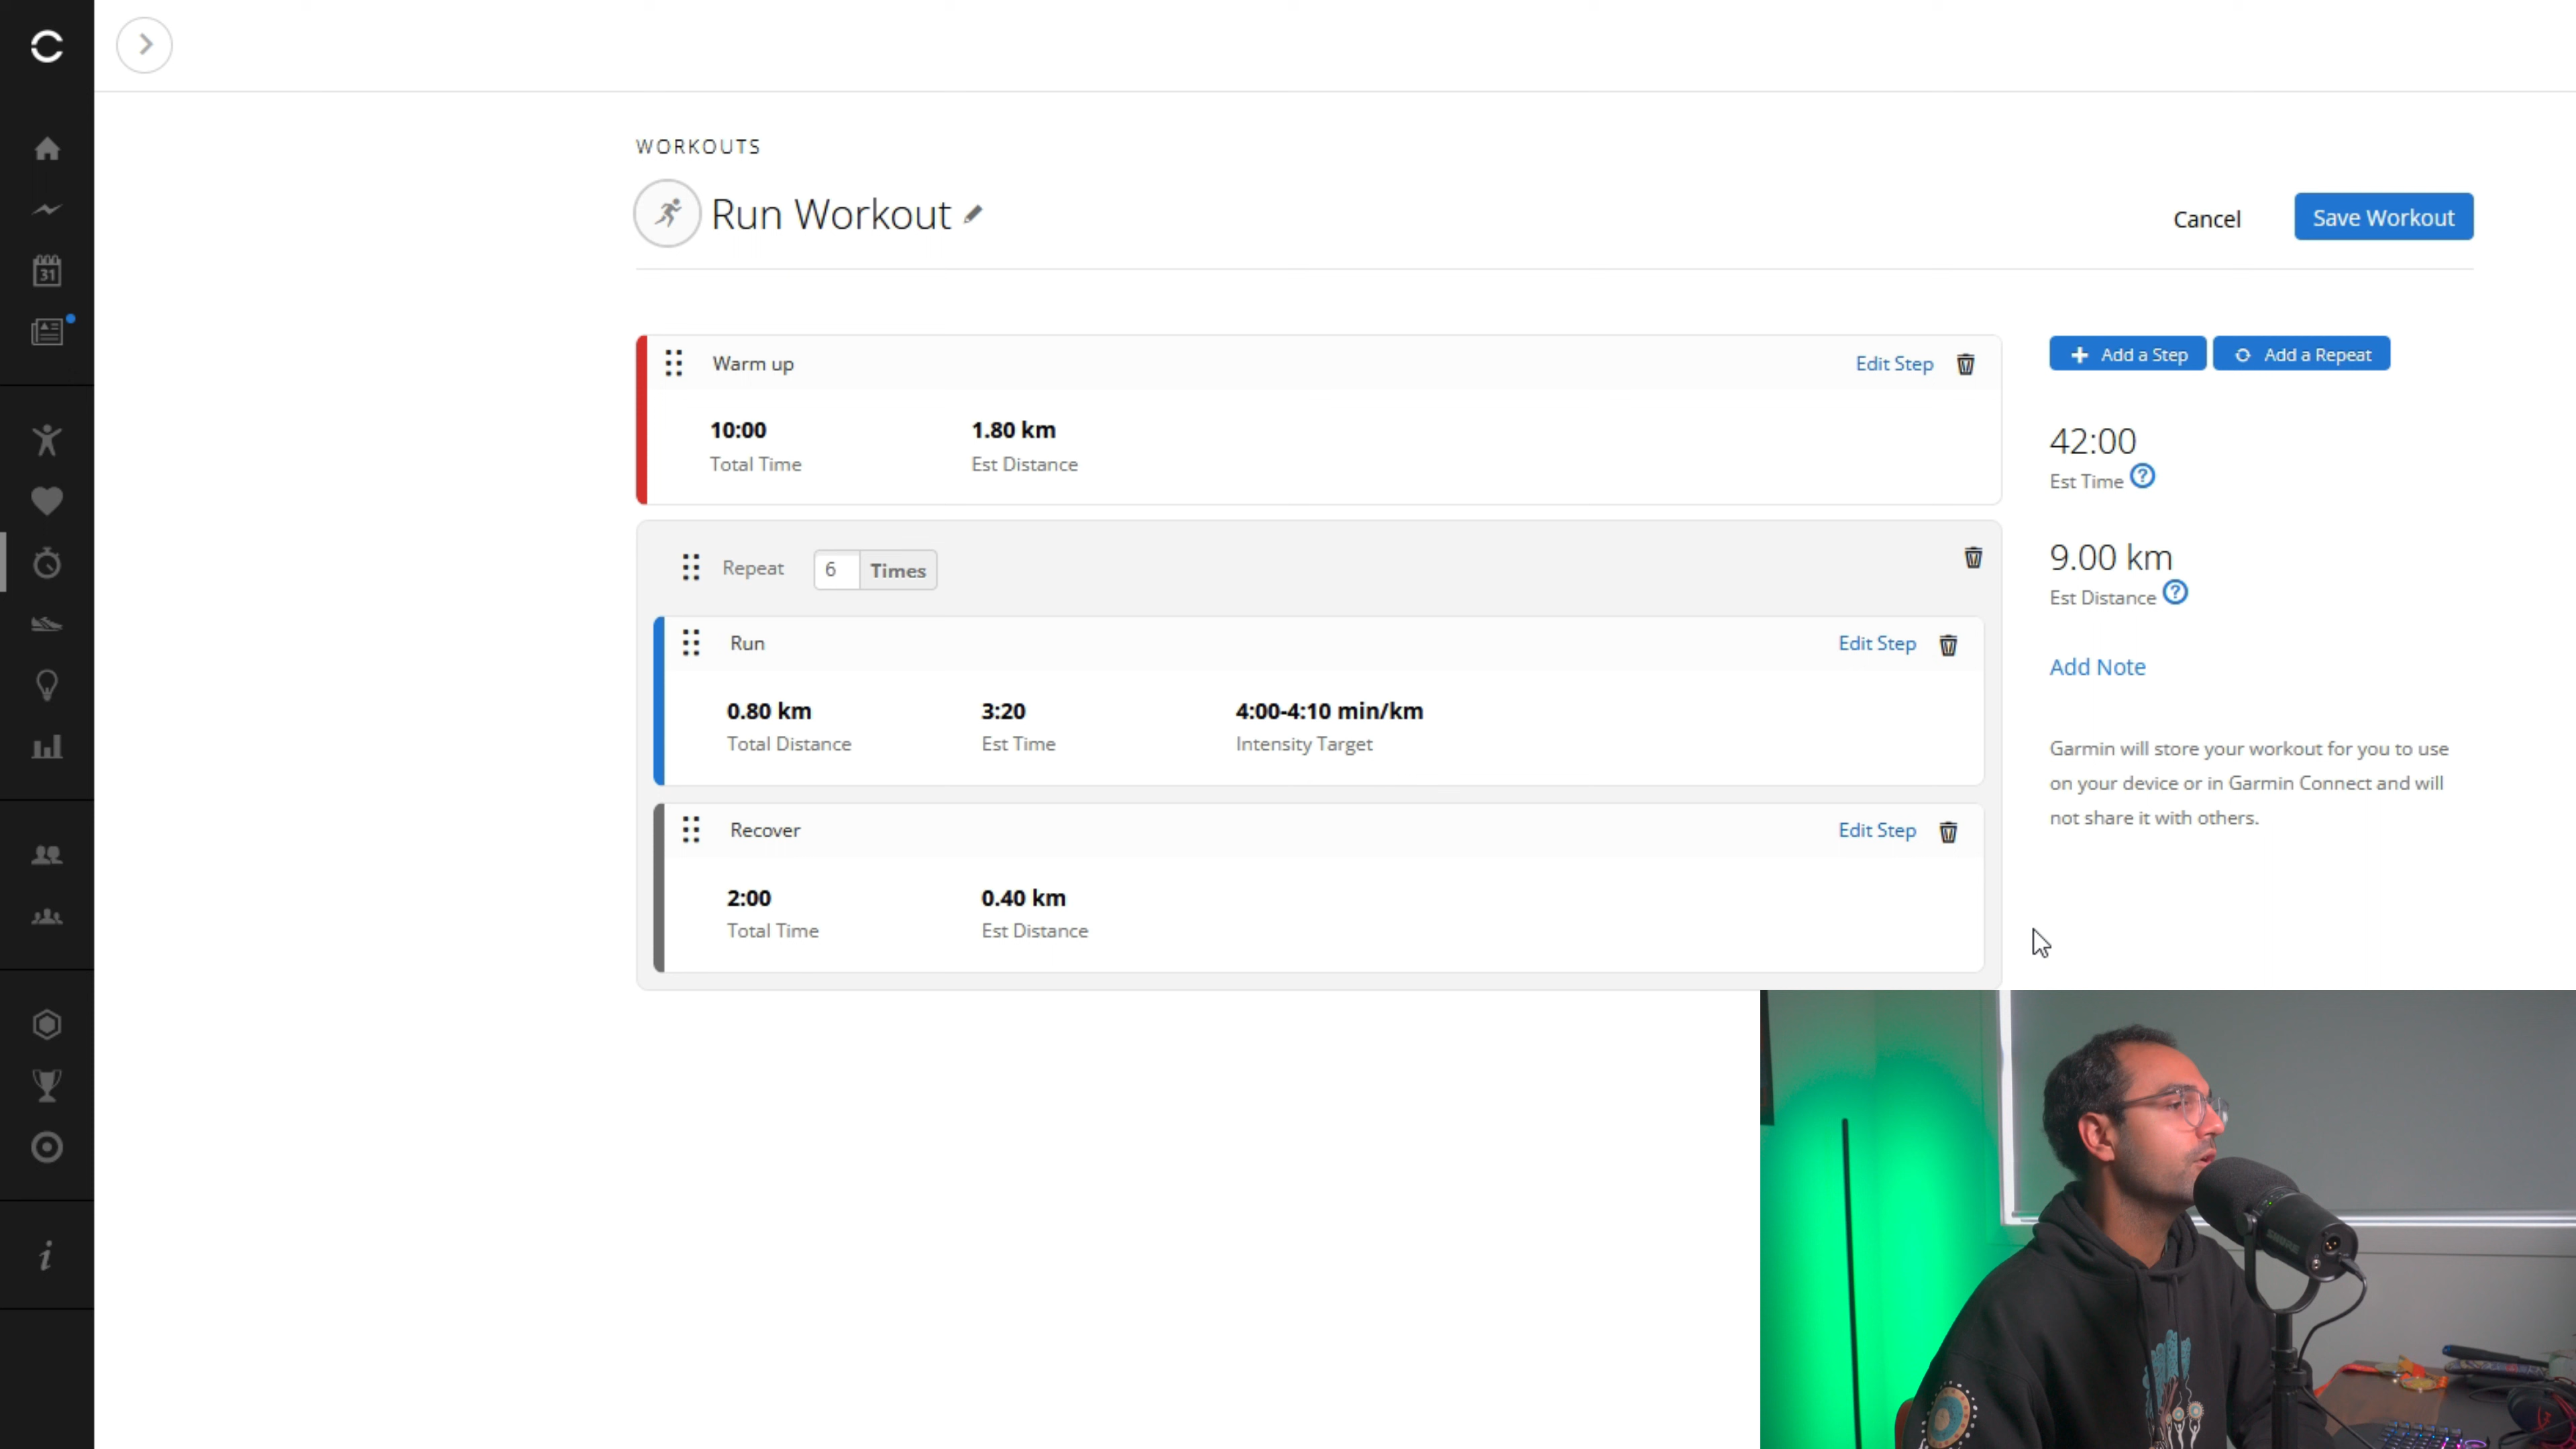 31
WORKOUTS
Run Workout
Cancel
Save Workout
Warm up
Edit Step
10:00
1.80 km
Total Time
Est Distance
Repeat
6
Times
Run
Edit Step
0.80 km
3:20
4:00-4:10 min/km
Total Distance
Est Time
Intensity Target
Recover
Edit Step
2:00
0.40 km
Total Time
Est Distance
Add a Step
Add a Repeat
42:00
Est Time ?
9.00 km
Est Distance ?
Add Note
Garmin will store your workout for you to use
on your device or in Garmin Connect and will
not share it with others.
i